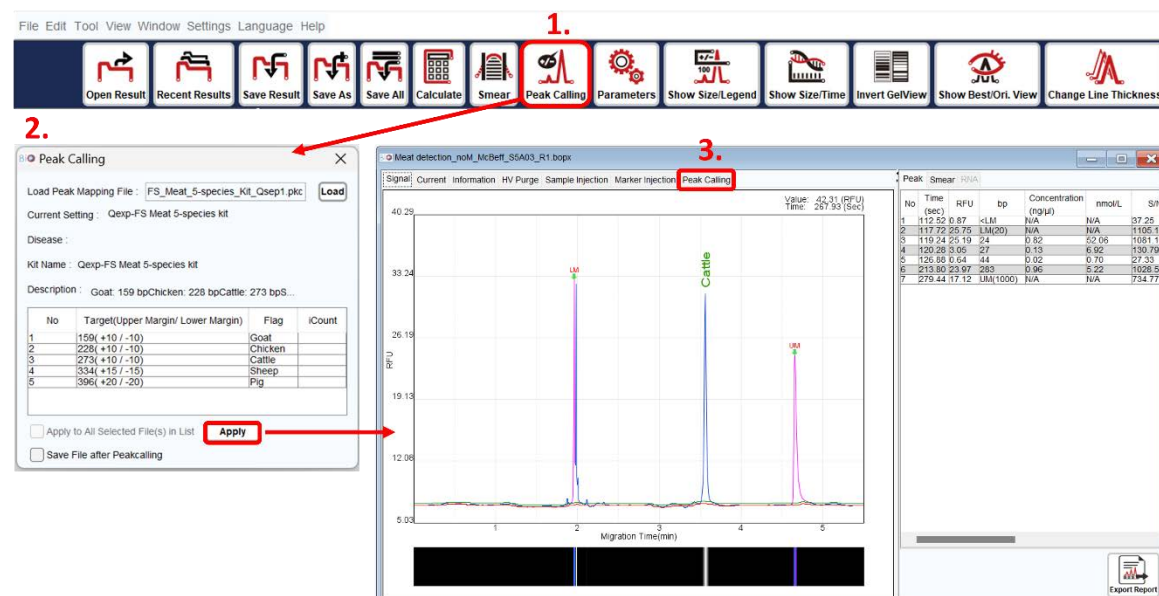 File Edit Tool View Window Settings Language Help
1.
Open Result Recent Results Save Result Save As Save All Calculate Smear Peak Calling Parameters Show Size/Legend Show Size/Time Invert GelView Show Best/Ori. View Change Line Thickness
2.
Peak Calling
Load Peak Mapping File : FS_Meat_5-species_Kit_Qsep1.pkc Load
Current Setting : Qexp-FS Meat 5-species kit
Disease :
Kit Name : Qexp-FS Meat 5-species kit
Description : Goat: 159 bpChicken: 228 bpCattle: 273 bpS...
No Target(Upper Margin/ Lower Margin) Flag iCount
1 159( +10 / -10) Goat
2 228( +10 / -10) Chicken
3 273( +10 / -10) Cattle
4 334( +15 / -15) Sheep
5 396( +20 / -20) Pig
Apply to All Selected File(s) in List Apply
Save File after Peakcalling
3.
Meat detection_noM_McBeff_S5A03_R1.bopx
Signal Current Information HV Purge Sample Injection Marker Injection Peak Calling
Value: 42.31 (RFU)
Time: 267.93 (Sec)
40.29
33.24
26.19
19.13
12.08
5.03
RFU
LM
Cattle
UM
1 2 3 4 5
Migration Time(min)
Peak Smear RNA
No Time (sec) RFU bp Concentration (ng/µl) nmol/L S/N
1 112.52 0.87 <LM N/A N/A 37.25
2 117.72 25.75 LM(20) N/A N/A 1105.1
3 119.24 25.19 24 0.82 52.06 1081.1
4 120.28 3.05 27 0.13 6.92 130.79
5 126.88 0.64 44 0.02 0.70 27.33
6 213.80 23.97 283 0.96 5.22 1028.5
7 279.44 17.12 UM(1000) N/A N/A 734.77
Export Report